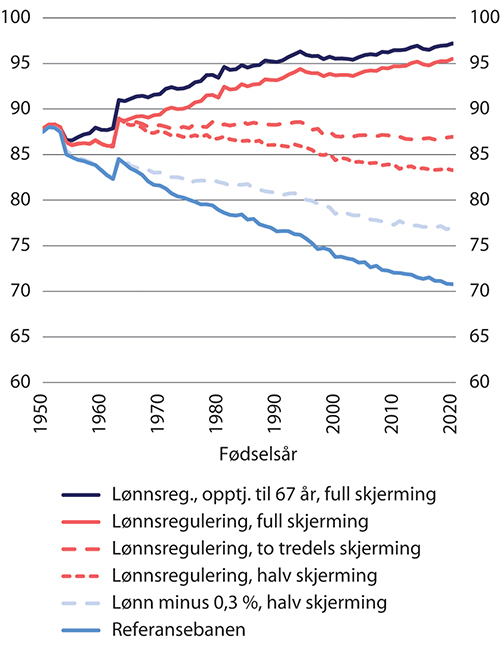 100 100
95 95
90 90
85 85
80 80
75 75
70 70
65 65
60 60
1950 1960 1970 1980 1990 2000 2010 2020
Fødselsår
Lønnsreg., opptj. til 67 år, full skjerming
Lønnsregulering, full skjerming
Lønnsregulering, to tredels skjerming
Lønnsregulering, halv skjerming
Lønn minus 0,3 %, halv skjerming
Referansebanen